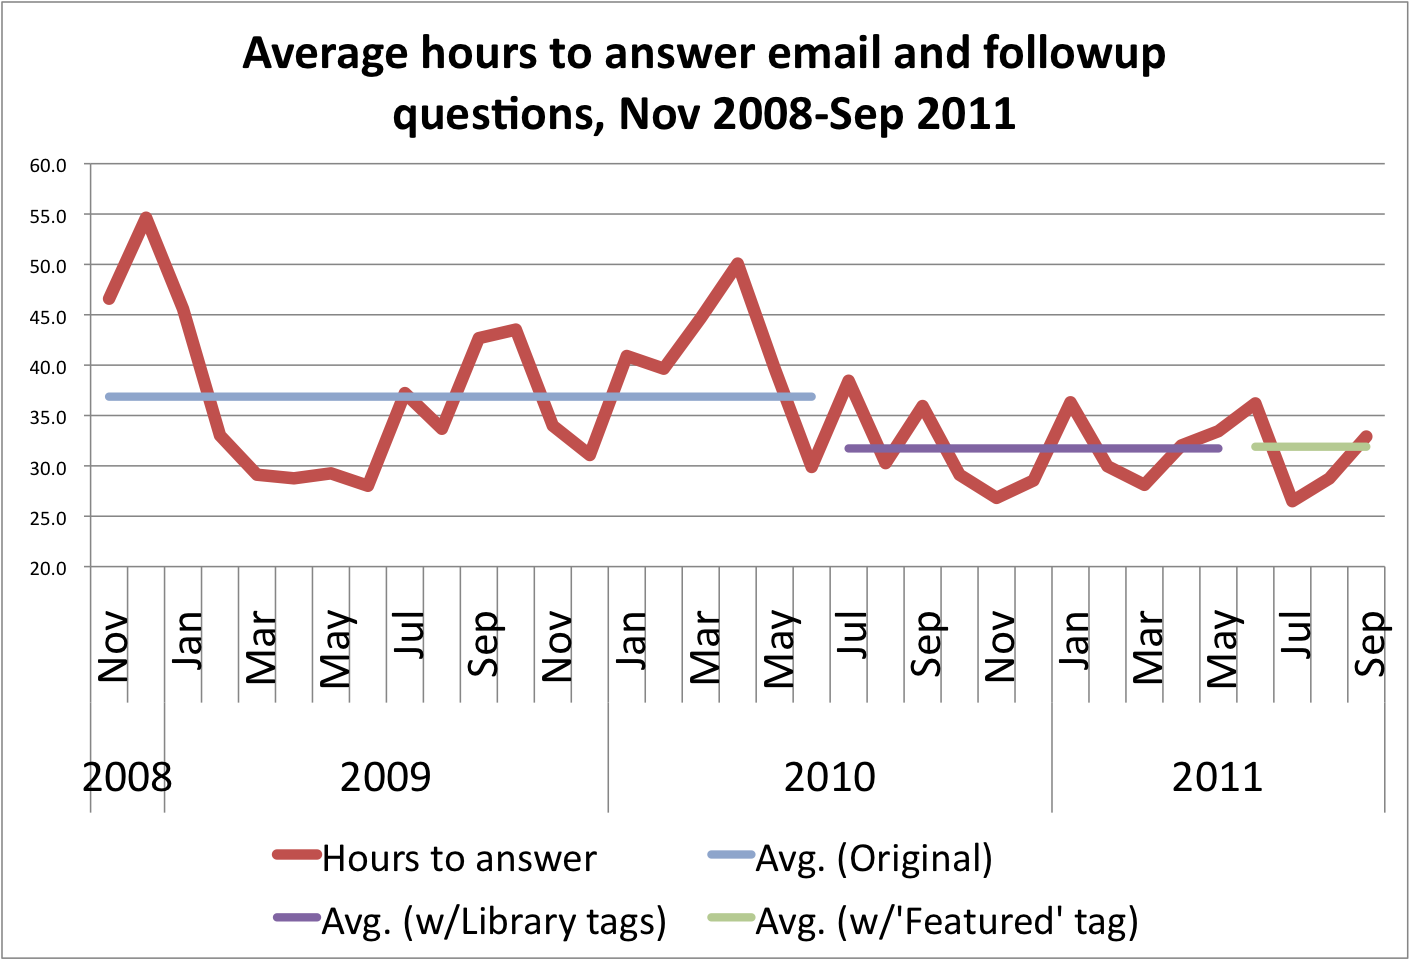 Average hours to answer email and followup
questions, Nov 2008-Sep 2011
60.0
55.0
50.0
45.0
40.0
35.0
30.0
25.0
20.0
Nov
Jan
Mar
May
Jul
Sep
Nov
Jan
Mar
May
Jul
Sep
Nov
Jan
Mar
May
Jul
Sep
2008
2009
2010
2011
Hours to answer
Avg. (Original)
Avg. (w/Library tags)
Avg. (w/'Featured' tag)